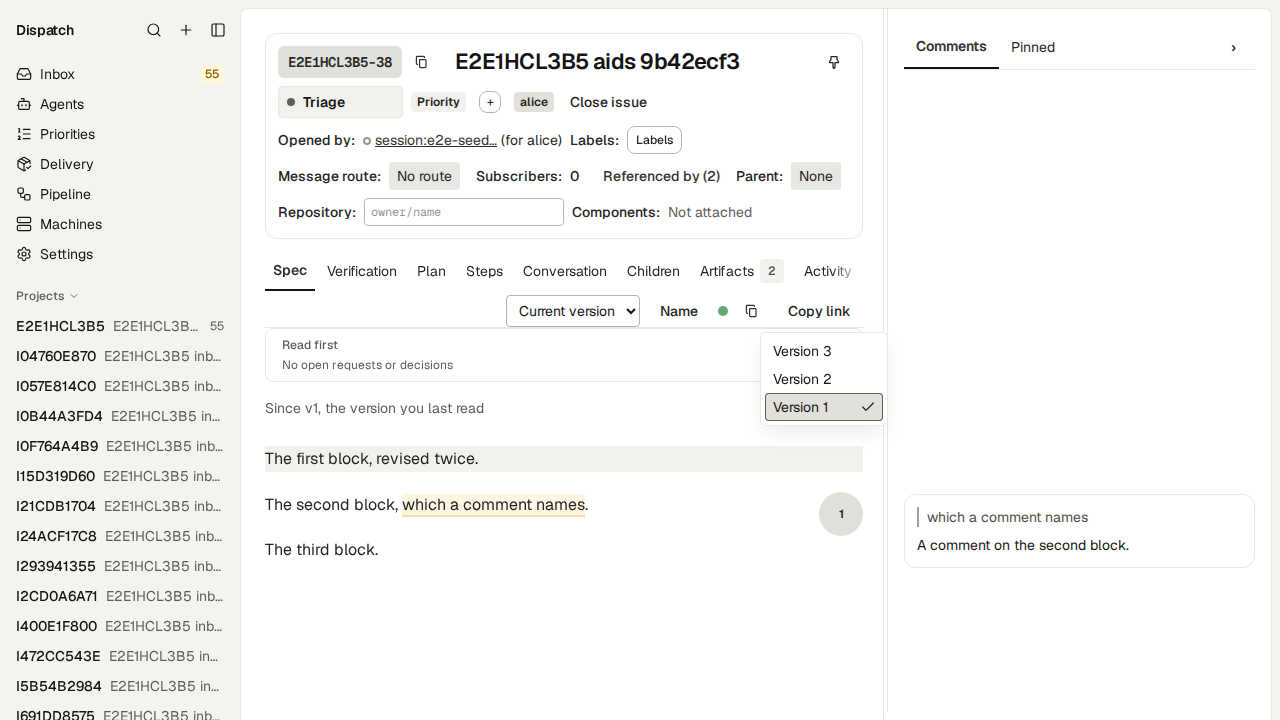 Dispatch
Inbox 55
Agents
Priorities
Delivery
Pipeline
Machines
Settings
Projects
E2E1HCL3B5 E2E1HCL3B... 55
I04760E870 E2E1HCL3B5 inb...
I057E814C0 E2E1HCL3B5 inb...
I0B44A3FD4 E2E1HCL3B5 in...
I0F764A4B9 E2E1HCL3B5 inb...
I15D319D60 E2E1HCL3B5 inb...
I21CDB1704 E2E1HCL3B5 inb...
I24ACF17C8 E2E1HCL3B5 inb...
I293941355 E2E1HCL3B5 inb...
I2CD0A6A71 E2E1HCL3B5 inb...
I400E1F800 E2E1HCL3B5 inb...
I472CC543E E2E1HCL3B5 in...
I5B54B2984 E2E1HCL3B5 in...
I691DD8575 E2E1HCL3B5 inb...
E2E1HCL3B5-38 E2E1HCL3B5 aids 9b42ecf3
Triage Priority + alice Close issue
Opened by: session:e2e-seed... (for alice) Labels: Labels
Message route: No route Subscribers: 0 Referenced by (2) Parent: None
Repository: owner/name Components: Not attached
Spec Verification Plan Steps Conversation Children Artifacts 2 Activity
Current version Name Copy link
Read first
No open requests or decisions
Version 3
Version 2
Version 1
Since v1, the version you last read
The first block, revised twice.
The second block, which a comment names. 1
The third block.
Comments Pinned ›
which a comment names
A comment on the second block.